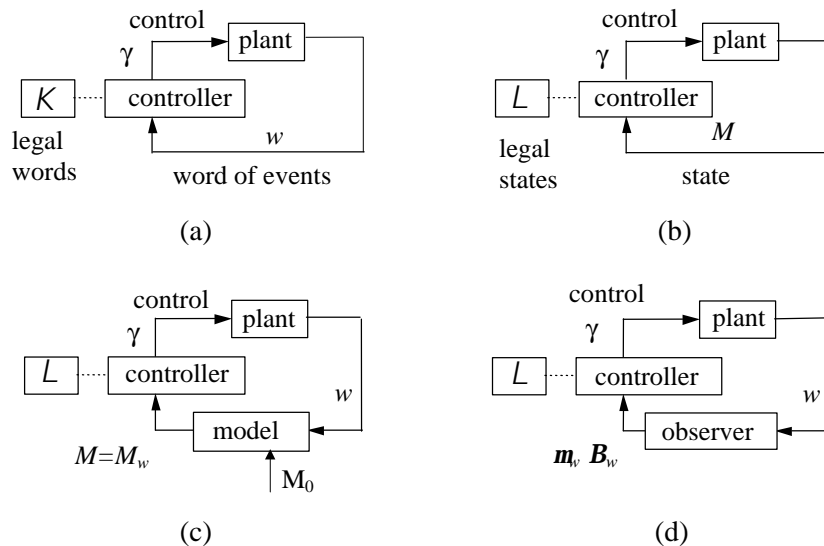 control
γ
plant
K
controller
legal
words
w
word of events
(a)
control
γ
plant
L
controller
legal
states
M
state
(b)
control
γ
plant
L
controller
w
model
M=M_w
M_0
(c)
control
γ
plant
L
controller
w
observer
m_w B_w
(d)